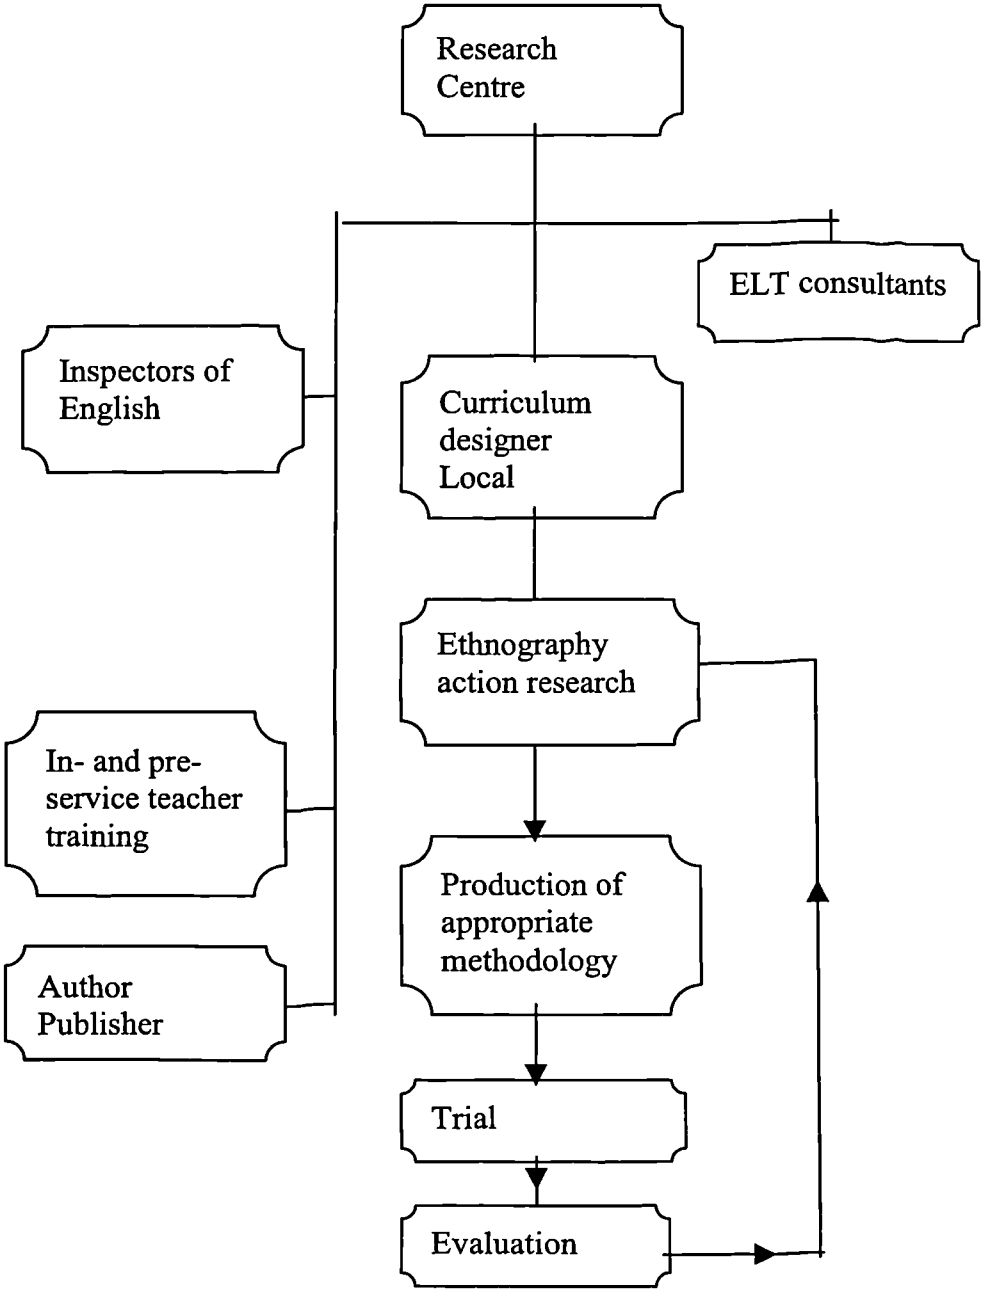 Research
Centre
ELT consultants
Inspectors of
English
Curriculum
designer
Local
Ethnography
action research
In- and pre-
service teacher
training
Production of
appropriate
methodology
Author
Publisher
Trial
Evaluation